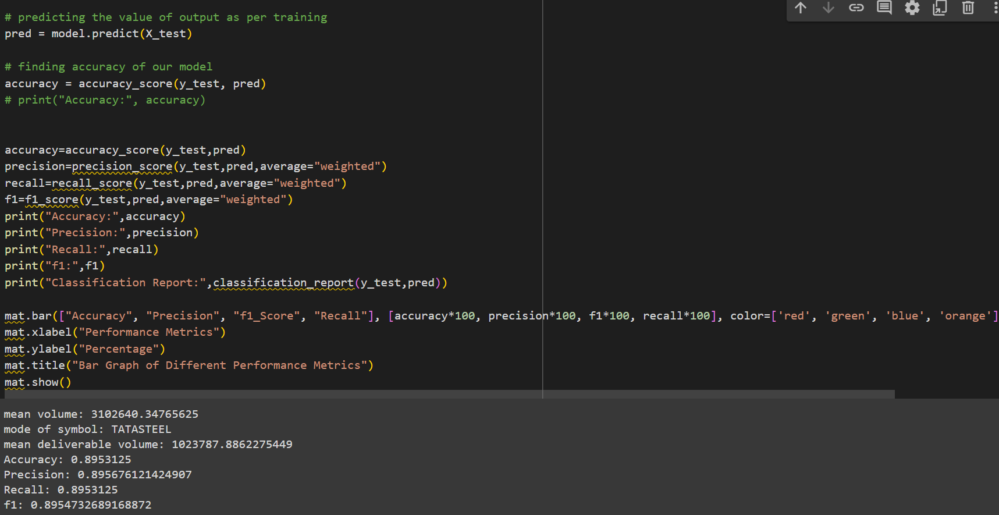 # predicting the value of output as per training
pred = model.predict(X_test)
# finding accuracy of our model
accuracy = accuracy_score(y_test, pred)
# print("Accuracy:", accuracy)
accuracy=accuracy_score(y_test,pred)
precision=precision_score(y_test,pred,average="weighted")
recall=recall_score(y_test,pred,average="weighted")
f1=f1_score(y_test,pred,average="weighted")
print("Accuracy:",accuracy)
print("Precision:",precision)
print("Recall:",recall)
print("f1:",f1)
print("Classification Report:",classification_report(y_test,pred))
mat.bar(["Accuracy", "Precision", "f1_Score", "Recall"], [accuracy*100, precision*100, f1*100, recall*100], color=['red', 'green', 'blue', 'orange']
mat.xlabel("Performance Metrics")
mat.ylabel("Percentage")
mat.title("Bar Graph of Different Performance Metrics")
mat.show()
mean volume: 3102640.34765625
mode of symbol: TATASTEEL
mean deliverable volume: 1023787.8862275449
Accuracy: 0.8953125
Precision: 0.895676121424907
Recall: 0.8953125
f1: 0.8954732689168872